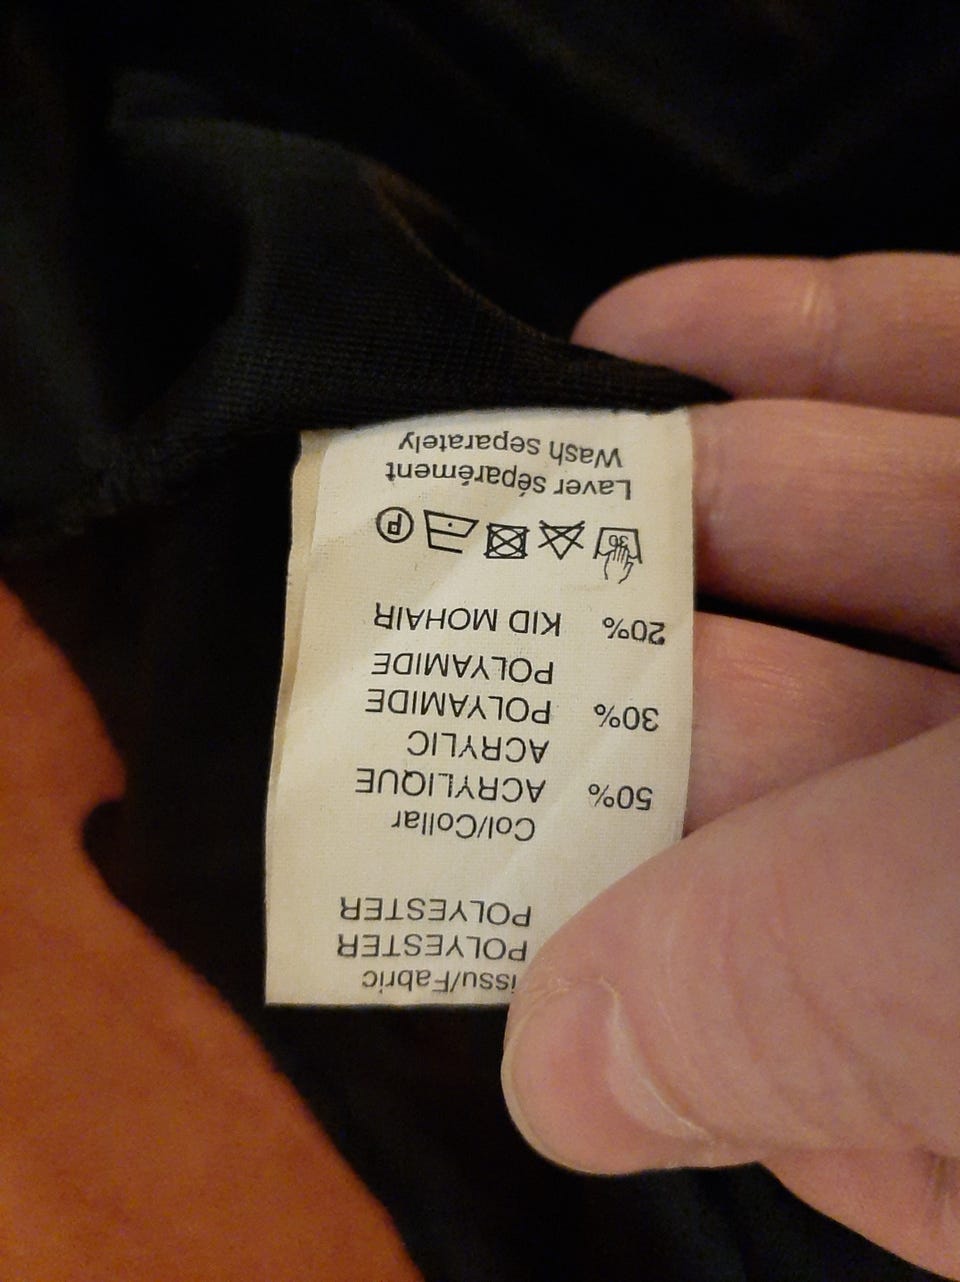 issu/Fabric
POLYESTER
POLYESTER
Col/Collar
50% ACRYLIQUE
ACRYLIC
30% POLYAMIDE
POLYAMIDE
20% KID MOHAIR
30 P
Laver séparément
Wash separately